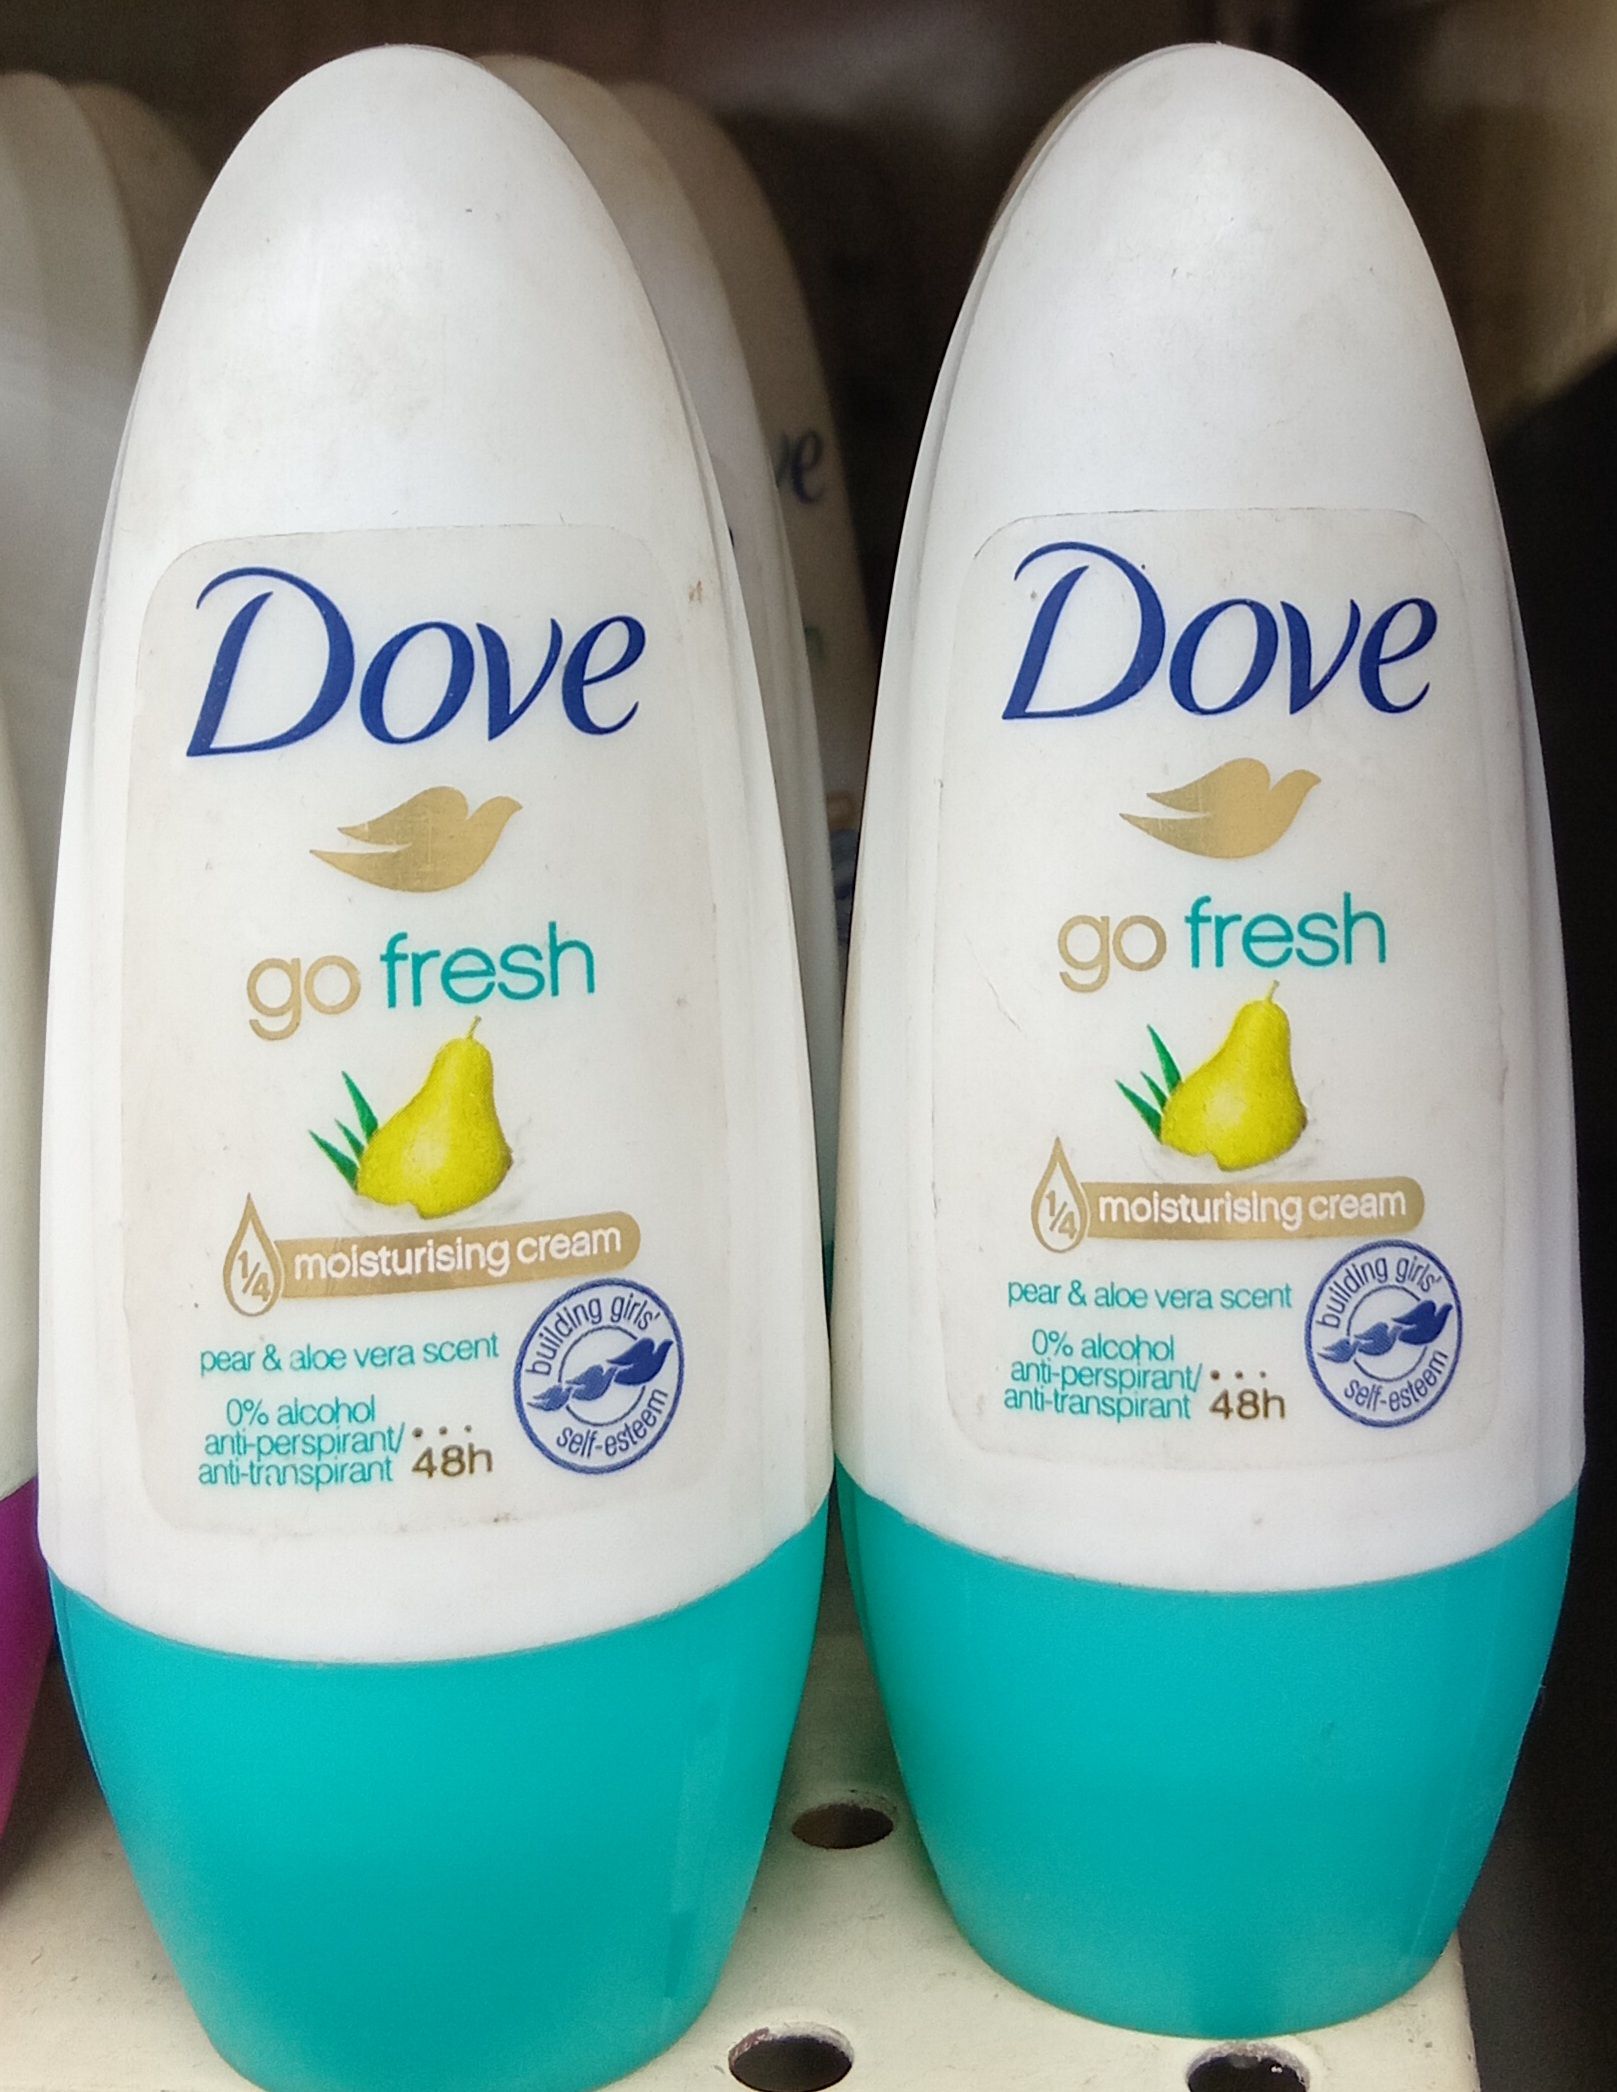 Dove
go fresh
1/4 moisturising cream
pear & aloe vera scent
0% alcohol
anti-perspirant/
anti-transpirant 48h
building girls'
self-esteem
Dove
go fresh
1/4 moisturising cream
pear & aloe vera scent
0% alcohol
anti-perspirant/
anti-transpirant 48h
building girls'
self-esteem